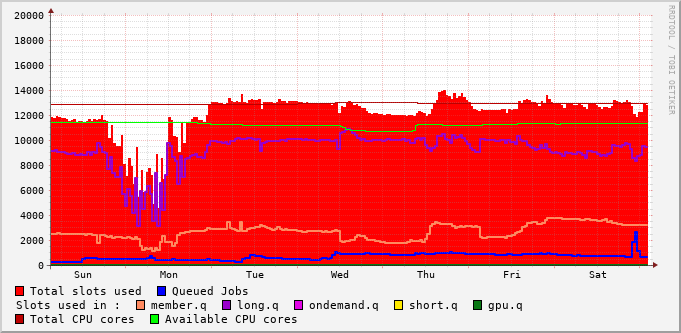 20000
18000
16000
14000
12000
10000
8000
6000
4000
2000
0
Sun Mon Tue Wed Thu Fri Sat
RRDTOOL / TOBI OETIKER
Total slots used Queued Jobs
Slots used in : member.q long.q ondemand.q short.q gpu.q
Total CPU cores Available CPU cores